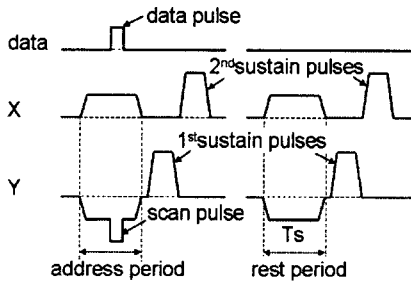 data pulse
data
2nd sustain pulses
X
1st sustain pulses
Y
scan pulse
Ts
address period
rest period